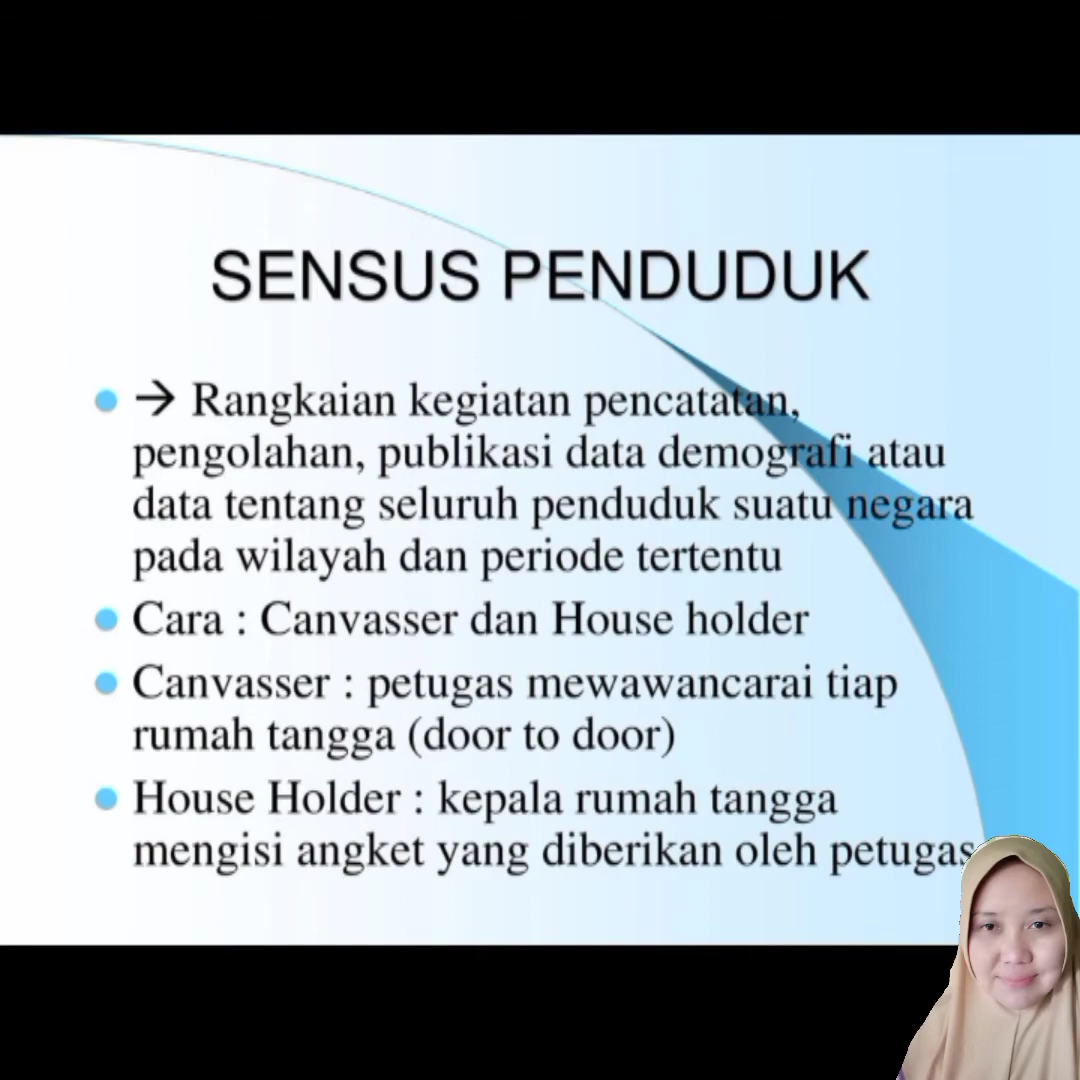 SENSUS PENDUDUK
→ Rangkaian kegiatan pencatatan,
pengolahan, publikasi data demografi atau
data tentang seluruh penduduk suatu negara
pada wilayah dan periode tertentu
Cara : Canvasser dan House holder
Canvasser : petugas mewawancarai tiap
rumah tangga (door to door)
House Holder : kepala rumah tangga
mengisi angket yang diberikan oleh petugas